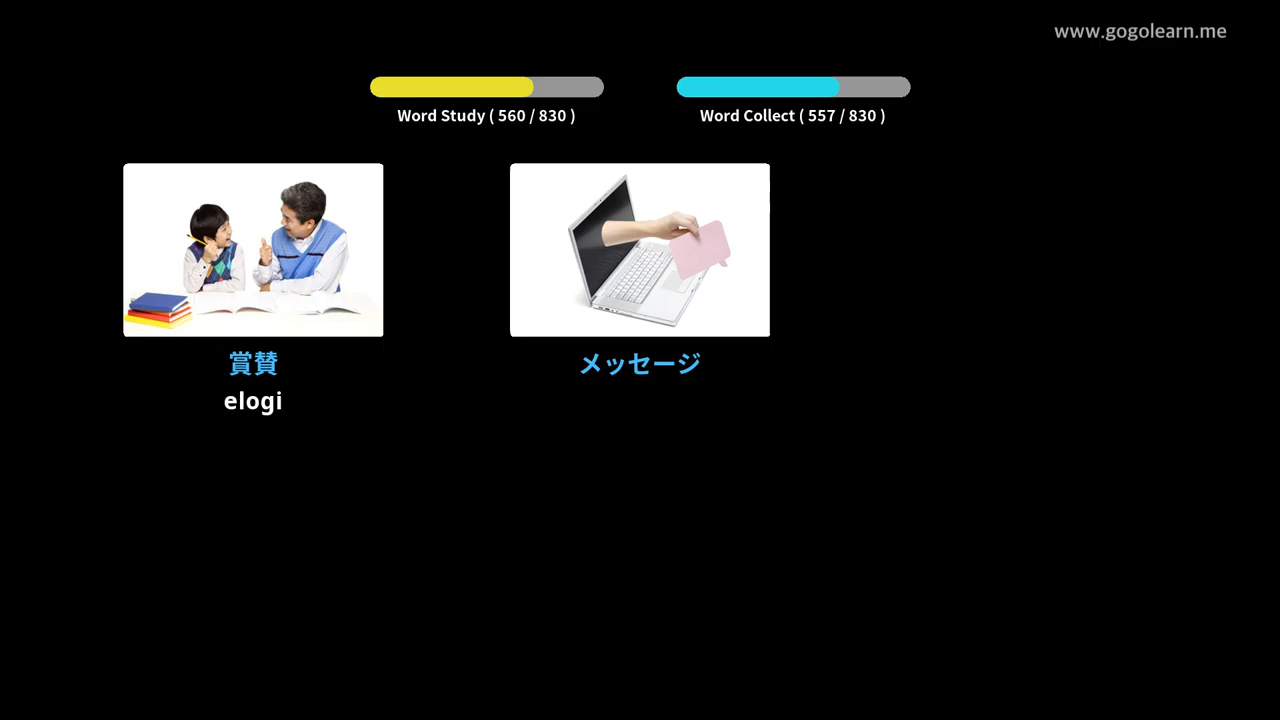 www.gogolearn.me
Word Study ( 560 / 830 )
Word Collect ( 557 / 830 )
賞賛
elogi
メッセージ